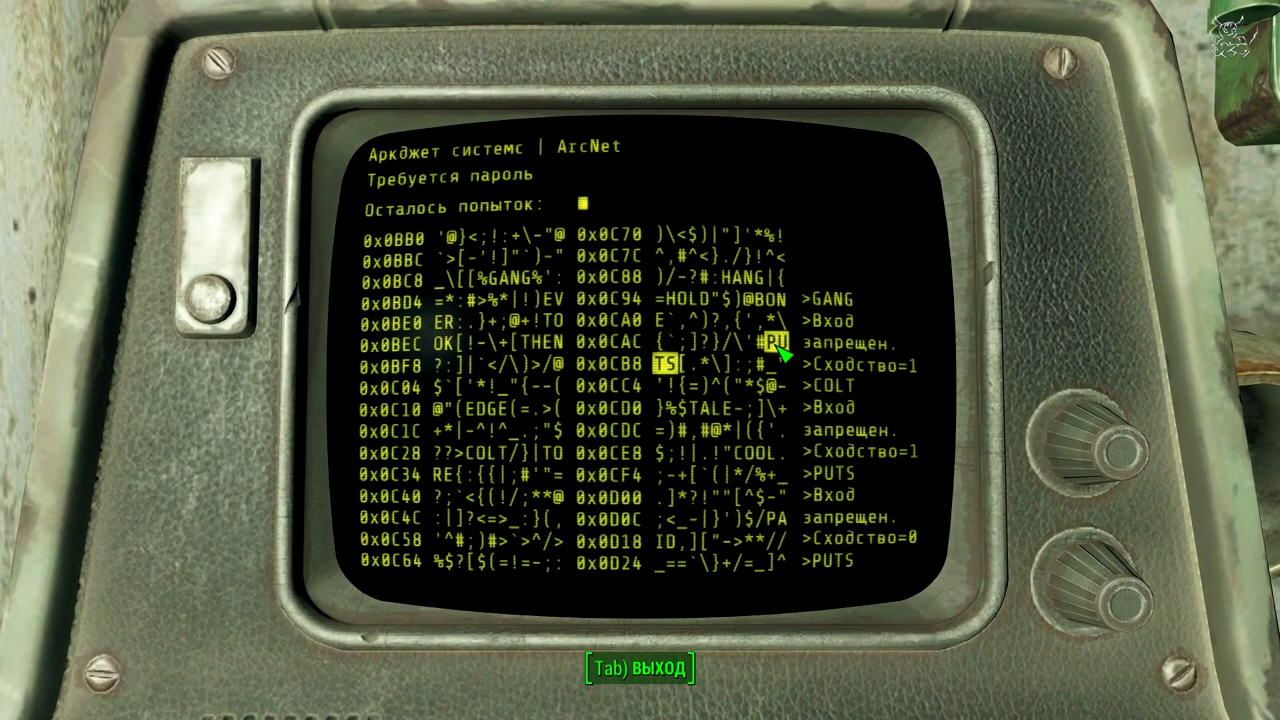 Аркджет системс | ArcNet
Требуется пароль
Осталось попыток:
0x0BB0 '@}<;!:+\-"@ 0x0C70 )\<$)|"]'*%!
0x0BBC `>[-'!]"`)-" 0x0C7C ^,#^<}./}!^<
0x0BC8 _\[[%GANG%': 0x0C88 )/-?#:HANG|{
0x0BD4 =*:#>%*|!)EV 0x0C94 =HOLD"$)@BON >GANG
0x0BE0 ER:.}+;@+!TO 0x0CA0 E`,^)?,{',*\ >Вход
0x0BEC OK[!-\+[THEN 0x0CAC {`;]?}/\'#PU запрещен.
0x0BF8 ?:]|`</\)>/@ 0x0CB8 TS[.*\]:;#_' >Сходство=1
0x0C04 $`['*!_"{--( 0x0CC4 '!{=)^("*$@- >COLT
0x0C10 @"(EDGE(=.>( 0x0CD0 }%$TALE-;]\+ >Вход
0x0C1C +*|-^!^_.;"$ 0x0CDC =)#,#@*|({'. запрещен.
0x0C28 ??>COLT/}|TO 0x0CE8 $;!|.!"COOL. >Сходство=1
0x0C34 RE{:{{|;#'"= 0x0CF4 ;-+[`(|*/%+_ >PUTS
0x0C40 ?;`<{(!/;**@ 0x0D00 .]*?!""[^$-" >Вход
0x0C4C :|]?<=>_:}(, 0x0D0C ;<_-|}')$/PA запрещен.
0x0C58 '^#;)#>`>^/> 0x0D18 ID,]["->**// >Сходство=0
0x0C64 %$?[$(=!=-;: 0x0D24 _==`\}+/=_]^ >PUTS
[Tab) ВЫХОД]